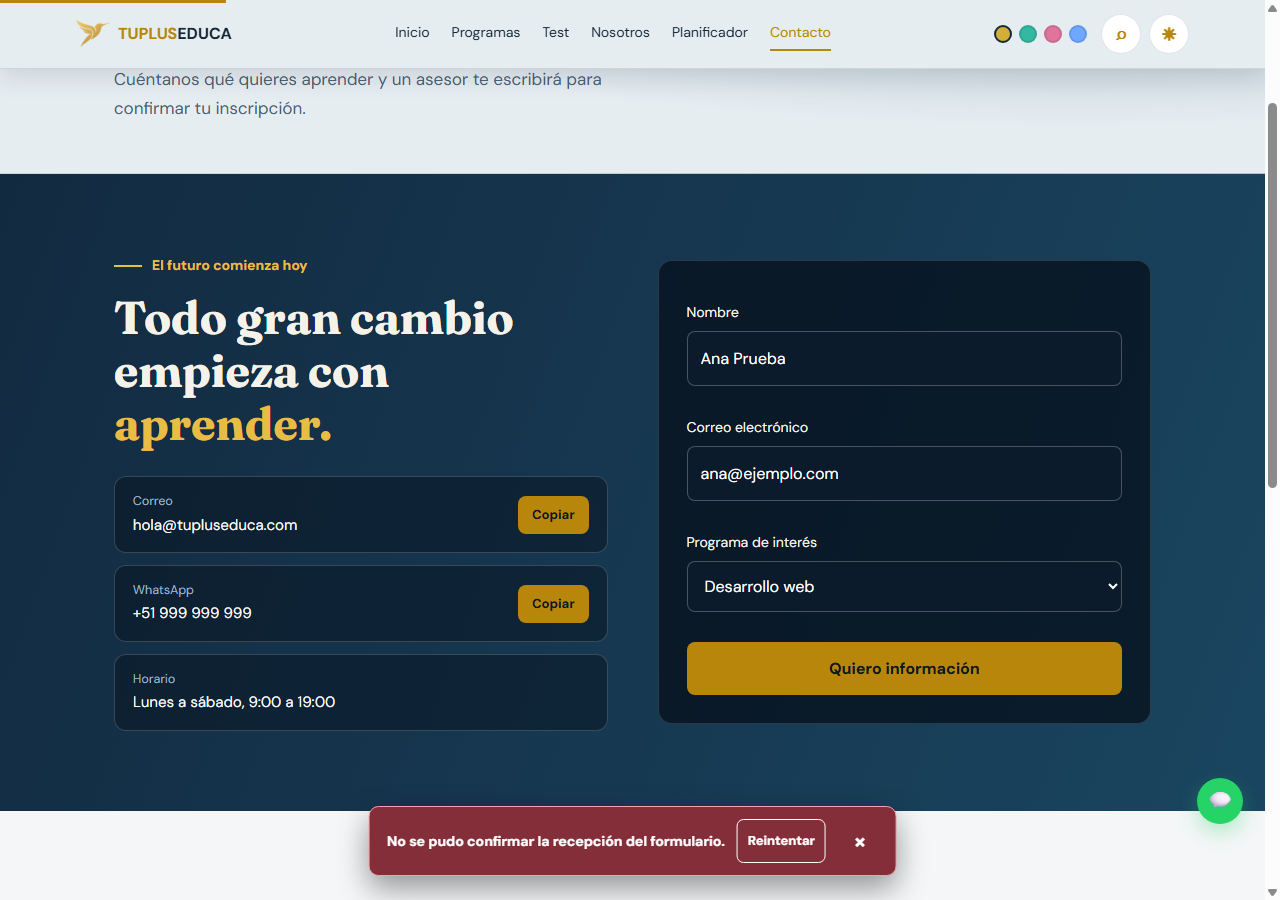 TUPLUSEDUCA
Inicio
Programas
Test
Nosotros
Planificador
Contacto
Cuéntanos qué quieres aprender y un asesor te escribirá para
confirmar tu inscripción.
El futuro comienza hoy
Todo gran cambio
empieza con
aprender.
Correo
hola@tupluseduca.com
Copiar
WhatsApp
+51 999 999 999
Copiar
Horario
Lunes a sábado, 9:00 a 19:00
Nombre
Ana Prueba
Correo electrónico
ana@ejemplo.com
Programa de interés
Desarrollo web
Quiero información
No se pudo confirmar la recepción del formulario.
Reintentar